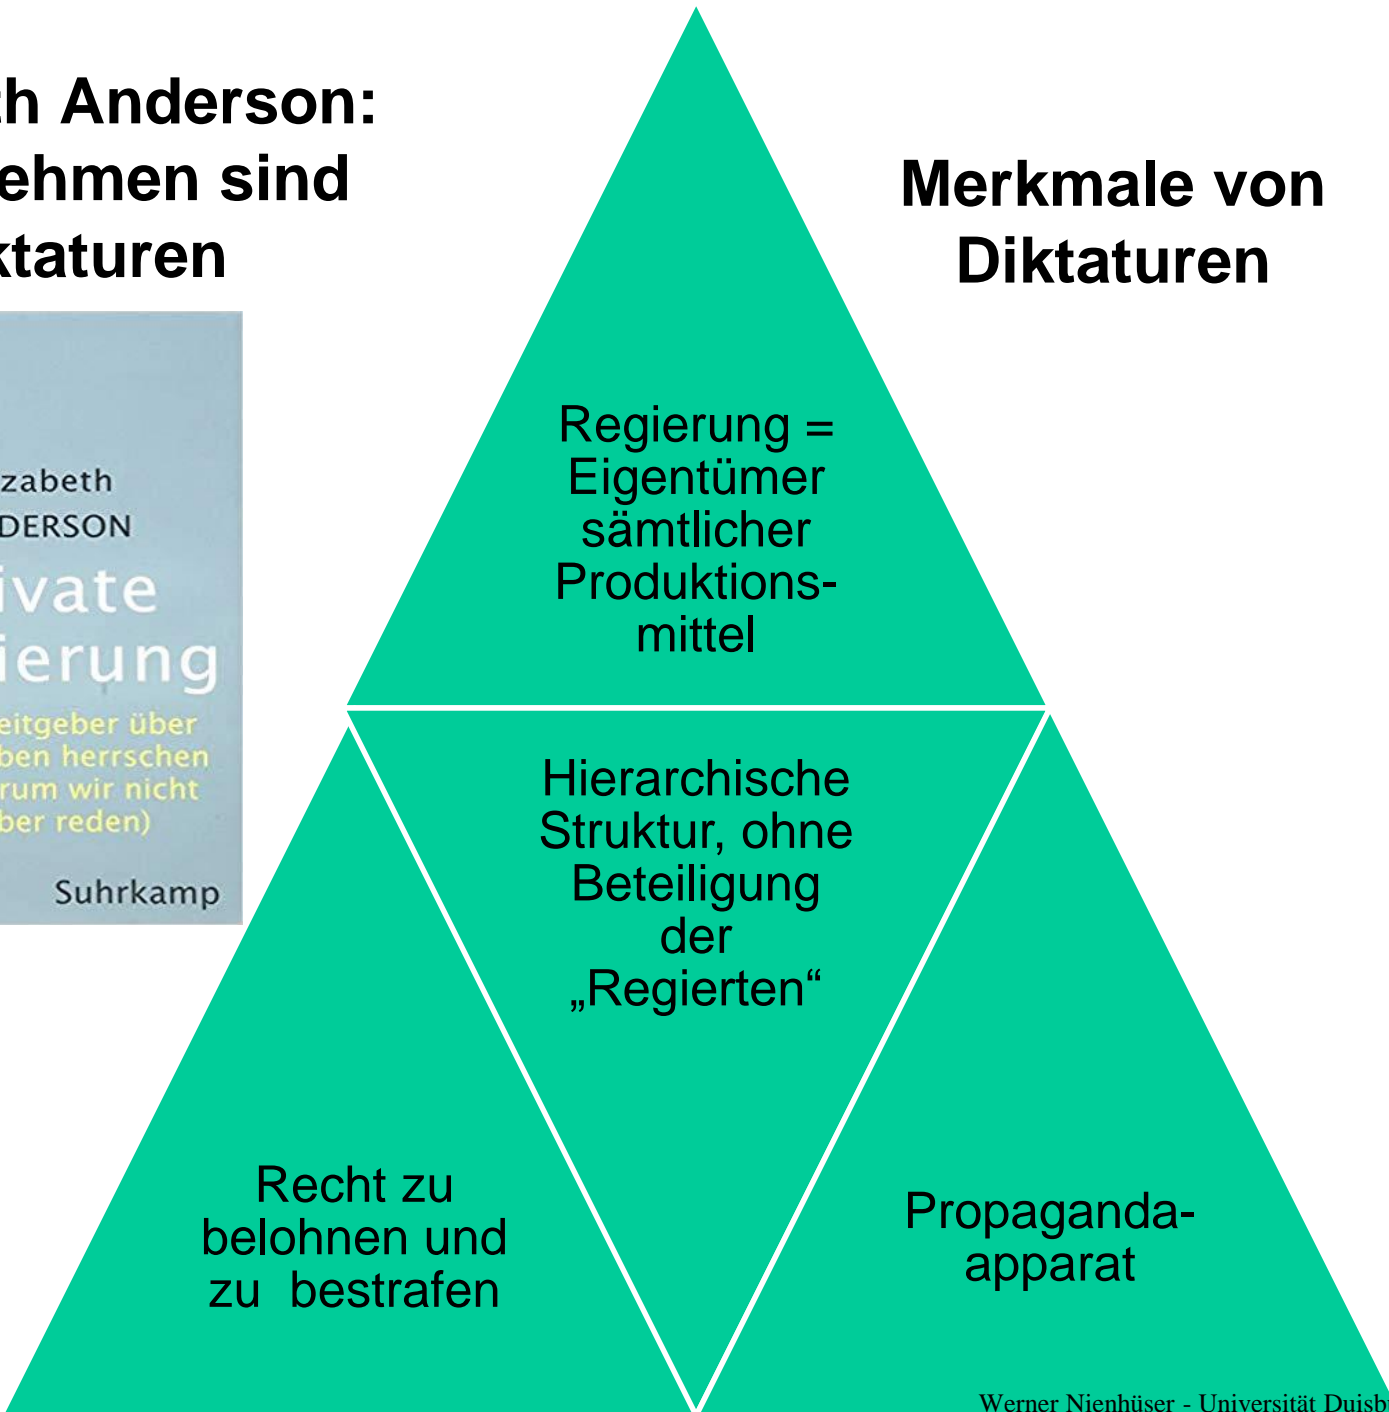 th Anderson:
ehmen sind
ktaturen
Merkmale von
Diktaturen
zabeth
DERSON
ivate
ierung
eitgeber über
ben herrschen
rum wir nicht
ber reden)
Suhrkamp
Regierung =
Eigentümer
sämtlicher
Produktions-
mittel
Hierarchische
Struktur, ohne
Beteiligung
der
„Regierten“
Recht zu
belohnen und
zu bestrafen
Propaganda-
apparat
Werner Nienhüser - Universität Duisb